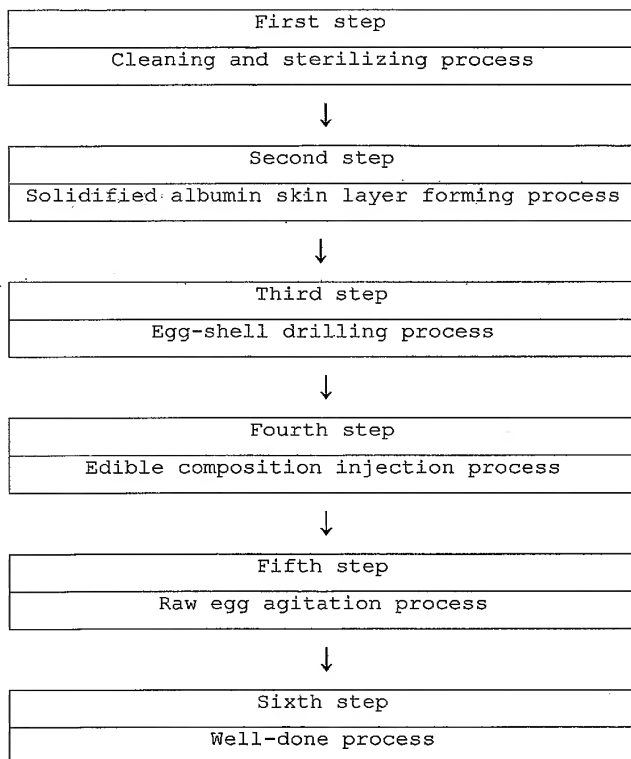 First step
Cleaning and sterilizing process
↓
Second step
Solidified albumin skin layer forming process
↓
Third step
Egg-shell drilling process
↓
Fourth step
Edible composition injection process
↓
Fifth step
Raw egg agitation process
↓
Sixth step
Well-done process